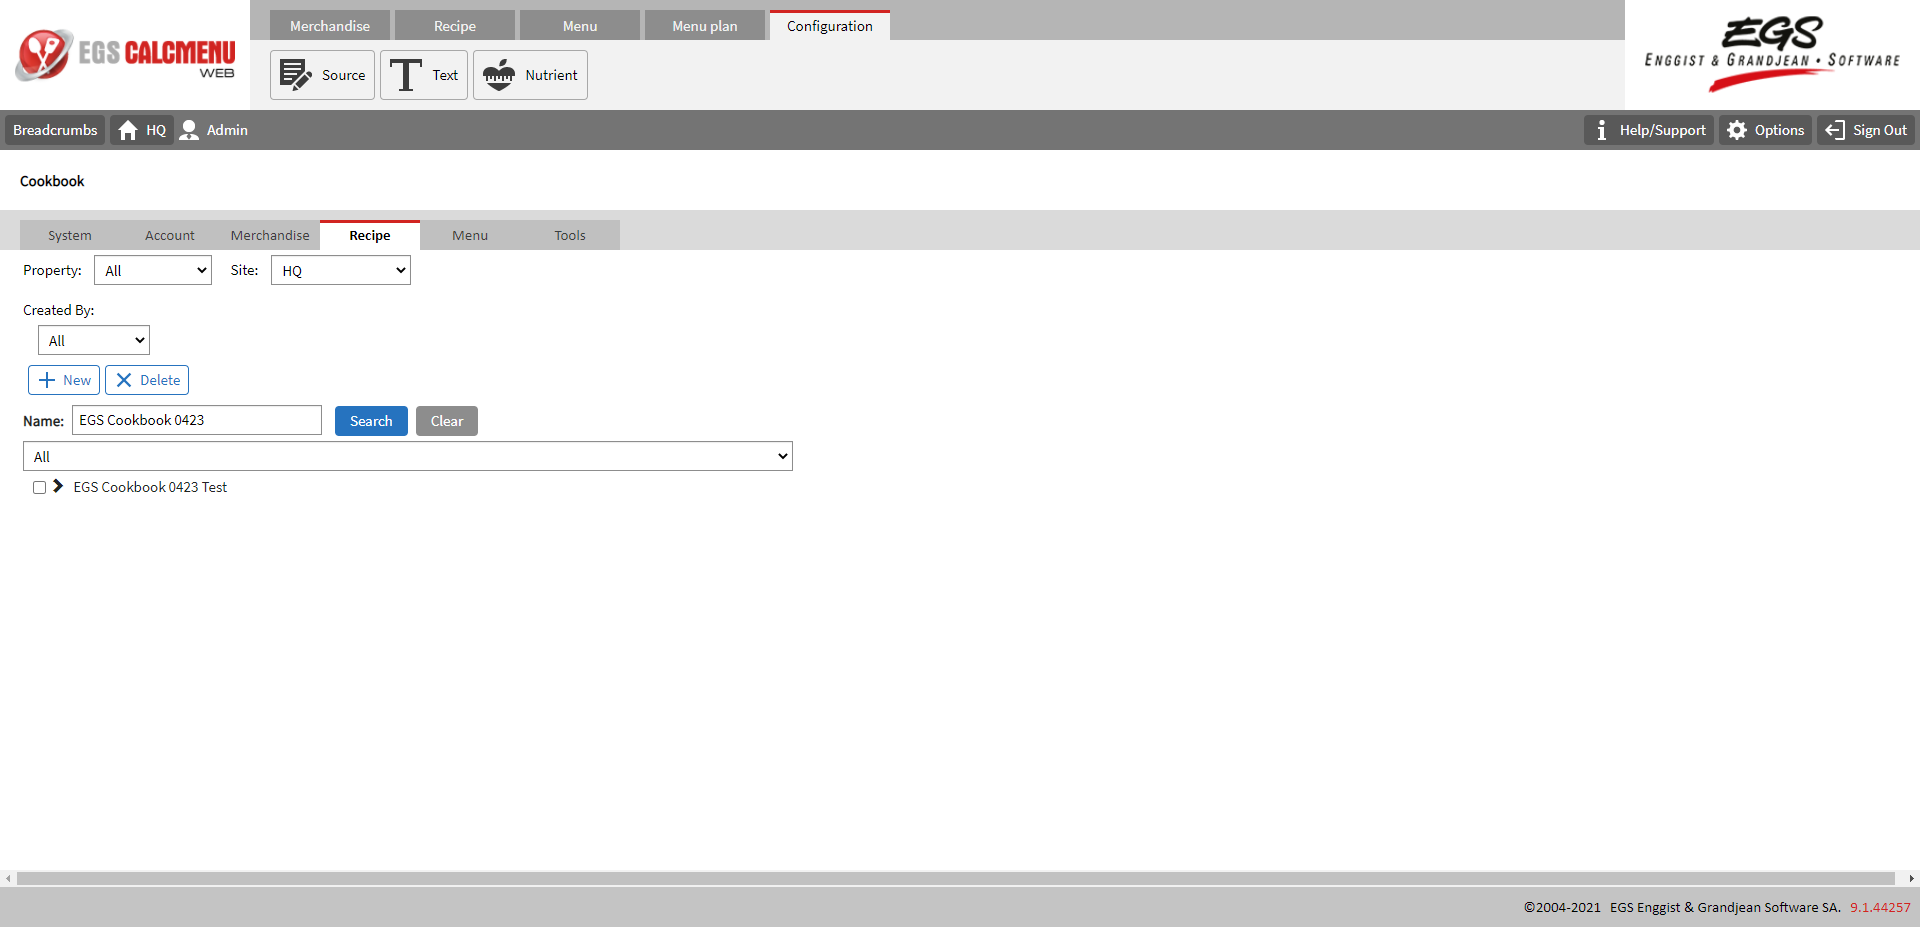 EGS CALCMENU
WEB
Merchandise Recipe Menu Menu plan Configuration
Source Text Nutrient
EGS
ENGGIST & GRANDJEAN • SOFTWARE
Breadcrumbs HQ Admin Help/Support Options Sign Out
Cookbook
System Account Merchandise Recipe Menu Tools
Property: All Site: HQ
Created By:
All
New Delete
Name: EGS Cookbook 0423 Search Clear
All
EGS Cookbook 0423 Test
©2004-2021 EGS Enggist & Grandjean Software SA. 9.1.44257